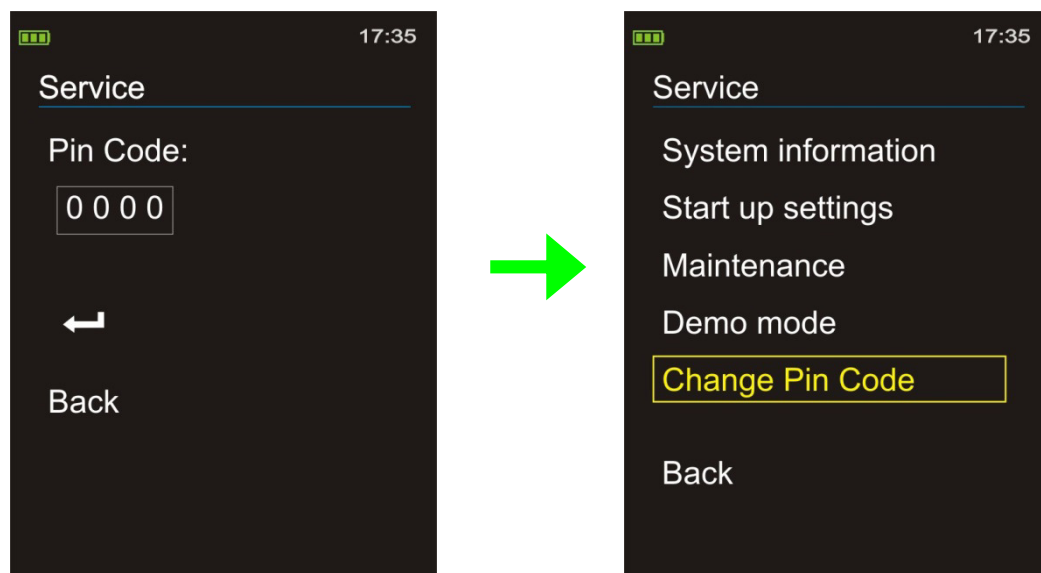 17:35
Service
Pin Code:
0 0 0 0
Back
17:35
Service
System information
Start up settings
Maintenance
Demo mode
Change Pin Code
Back